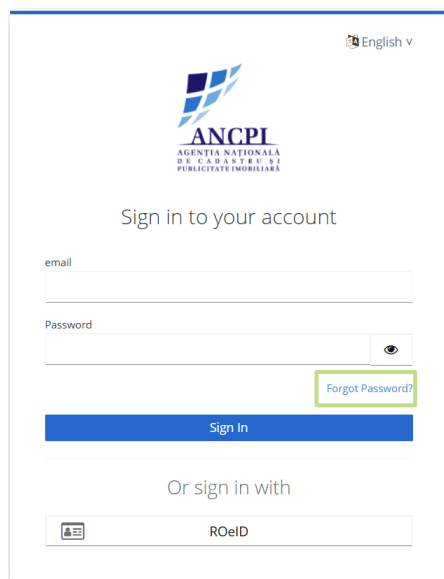 English
ANCPI
AGENȚIA NAȚIONALĂ
DE CADASTRU ȘI
PUBLICITATE IMOBILIARĂ
Sign in to your account
email
Password
Forgot Password?
Sign In
Or sign in with
ROeID